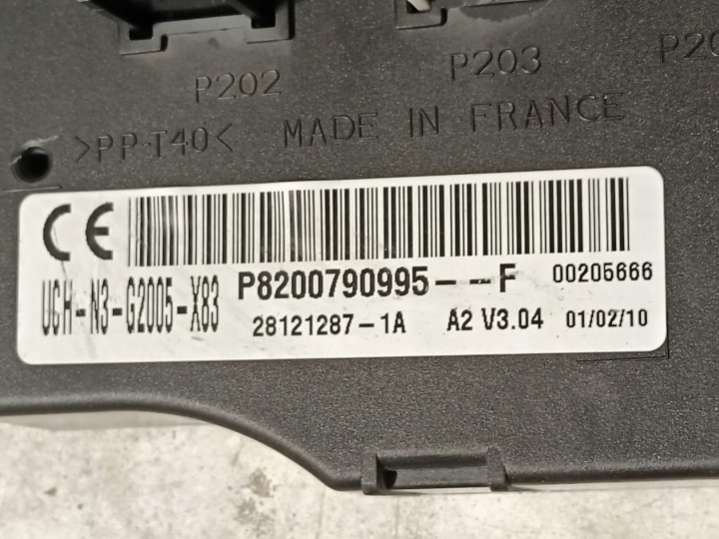 P202 P203 P20
>PP-T40< MADE IN FRANCE
CE
UCH-N3-G2005-X83 P8200790995---F 00205666
28121287-1A A2 V3.04 01/02/10